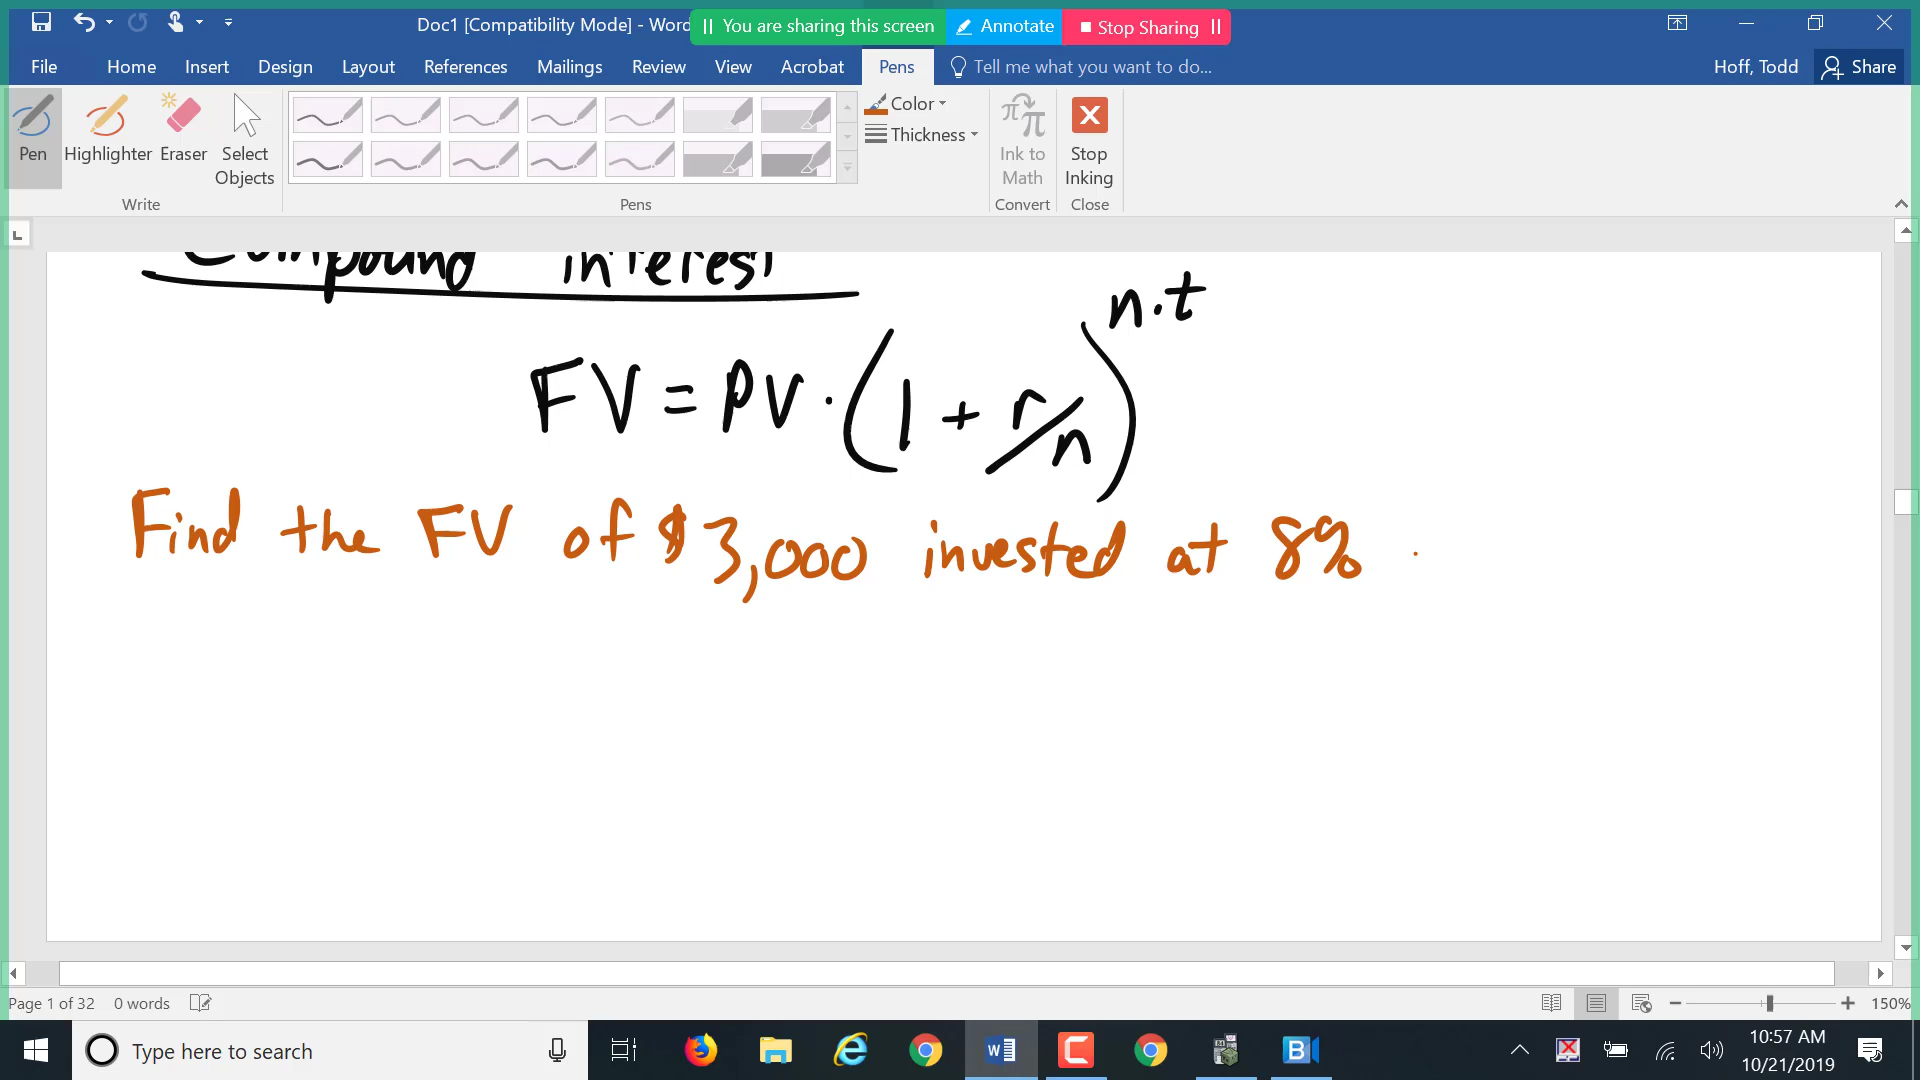 Doc1 [Compatibility Mode] - Word
You are sharing this screen
Annotate
Stop Sharing
File Home Insert Design Layout References Mailings Review View Acrobat Pens Tell me what you want to do... Hoff, Todd Share
Pen Highlighter Eraser Select Objects
Color
Thickness
Ink to Math
Stop Inking
Write Pens Convert Close
Compound interest
FV = PV · (1 + r/n)^n·t
Find the FV of $3,000 invested at 8%
Page 1 of 32 0 words 150%
Type here to search
10:57 AM
10/21/2019